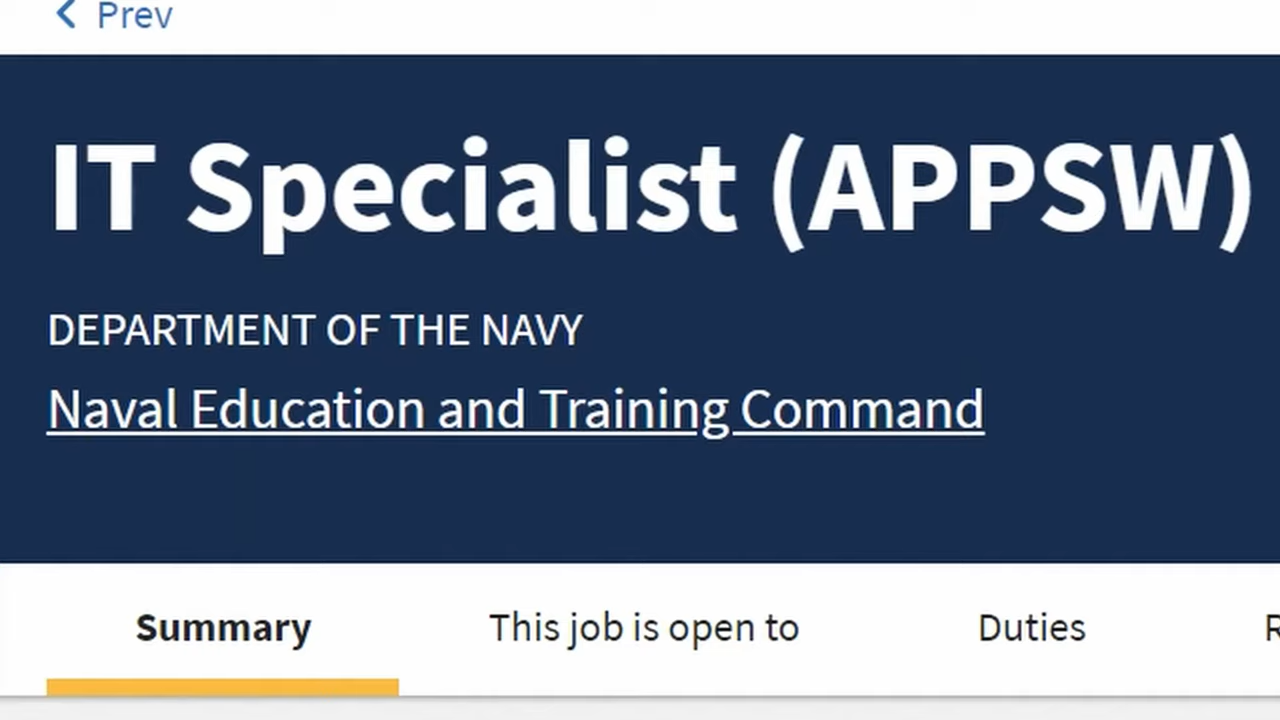 Prev
IT Specialist (APPSW)
DEPARTMENT OF THE NAVY
Naval Education and Training Command
Summary
This job is open to
Duties